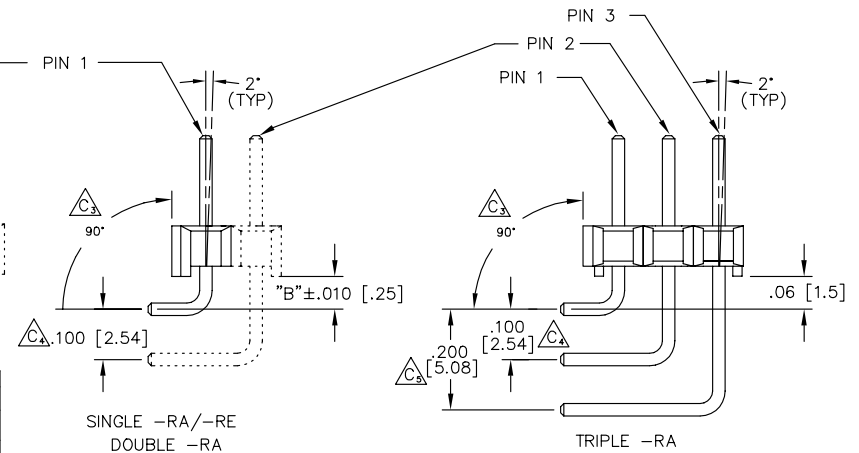 PIN 3
PIN 1
PIN 2
PIN 1
2°
(TYP)
2°
(TYP)
C3
90°
C3
90°
"B"±.010 [.25]
.06 [1.5]
C4 .100 [2.54]
.100
[2.54] C4
.200
C5 [5.08]
SINGLE -RA/-RE
DOUBLE -RA
TRIPLE -RA